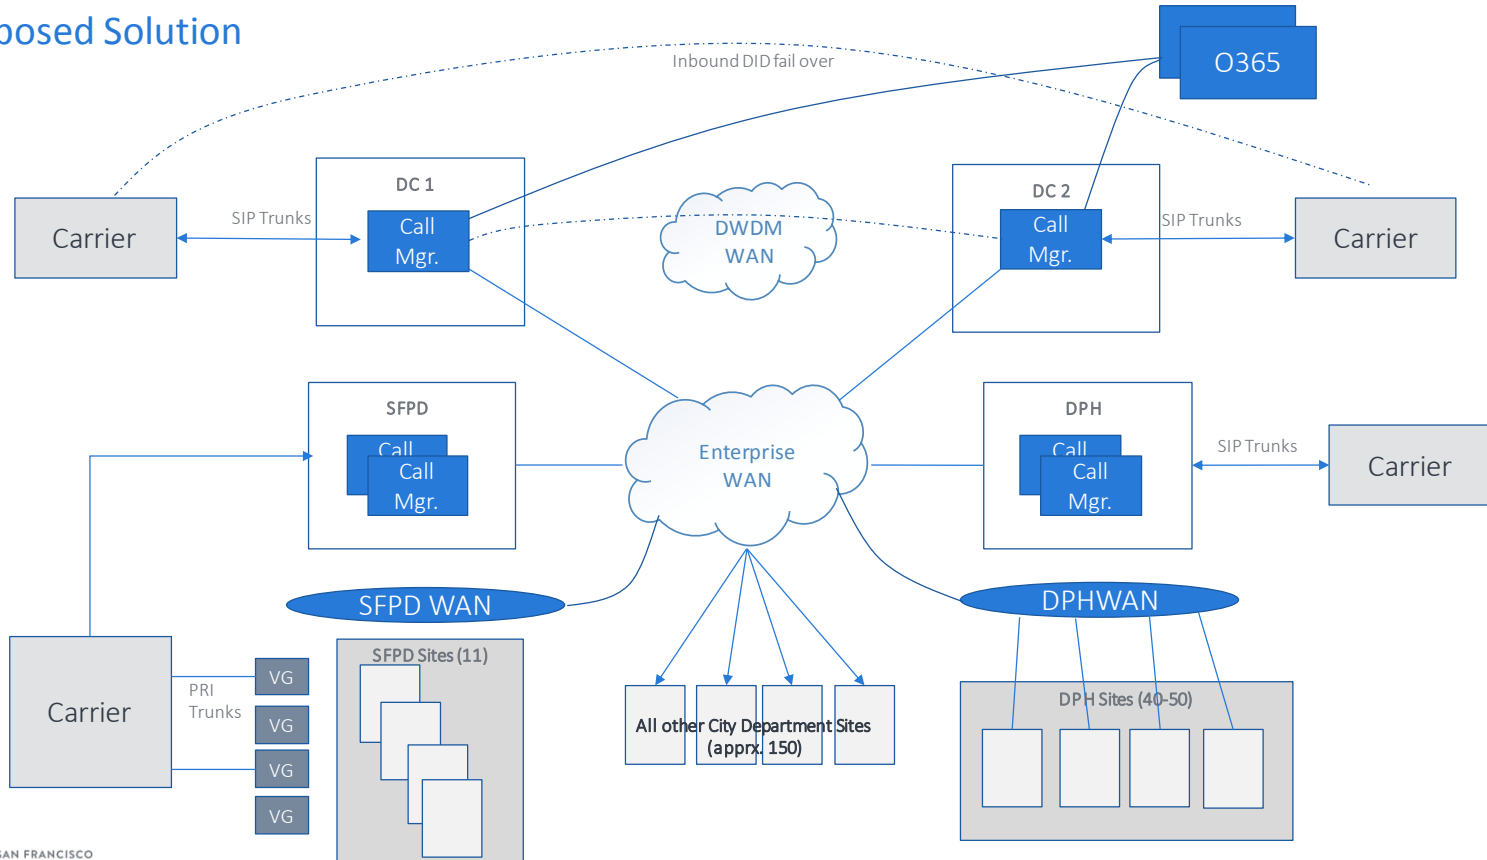 posed Solution
O365
Inbound DID fail over
DC 1
DC 2
Call
Mgr.
Call
Mgr.
DWDM
WAN
SIP Trunks
SIP Trunks
Carrier
Carrier
SFPD
DPH
Call
Call
Mgr.
Call
Call
Mgr.
Enterprise
WAN
SIP Trunks
Carrier
SFPD WAN
DPHWAN
SFPD Sites (11)
VG
VG
VG
VG
PRI
Trunks
Carrier
All other City Department Sites
(apprx. 150)
DPH Sites (40-50)
SAN FRANCISCO